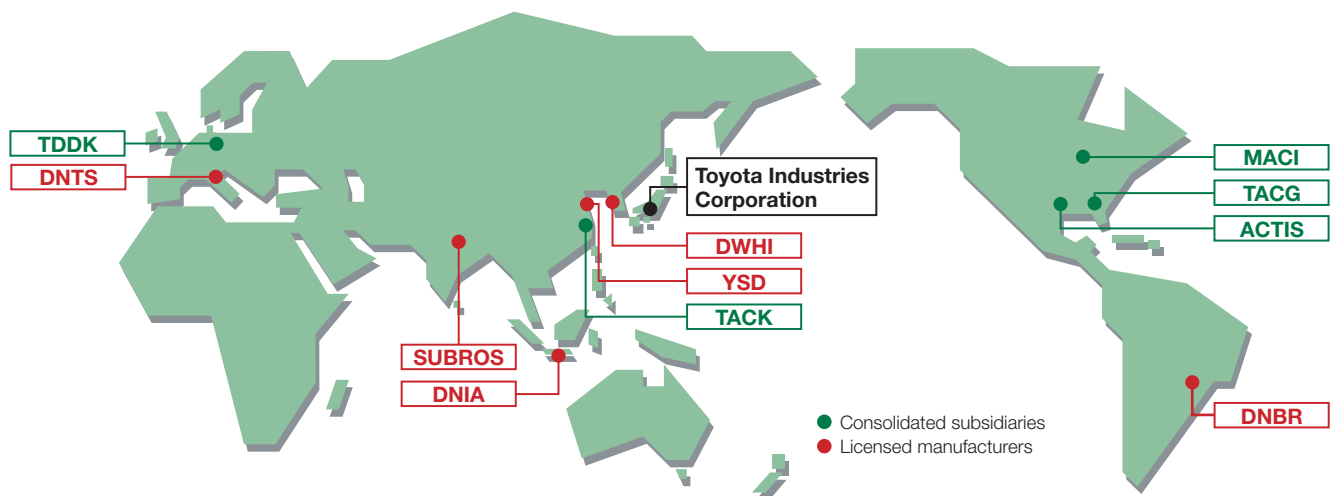 TDDK
DNTS
Toyota Industries
Corporation
DWHI
YSD
TACK
SUBROS
DNIA
MACI
TACG
ACTIS
DNBR
Consolidated subsidiaries
Licensed manufacturers